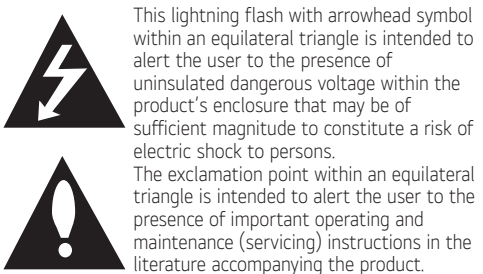 This lightning flash with arrowhead symbol
within an equilateral triangle is intended to
alert the user to the presence of
uninsulated dangerous voltage within the
product’s enclosure that may be of
sufficient magnitude to constitute a risk of
electric shock to persons.
The exclamation point within an equilateral
triangle is intended to alert the user to the
presence of important operating and
maintenance (servicing) instructions in the
literature accompanying the product.